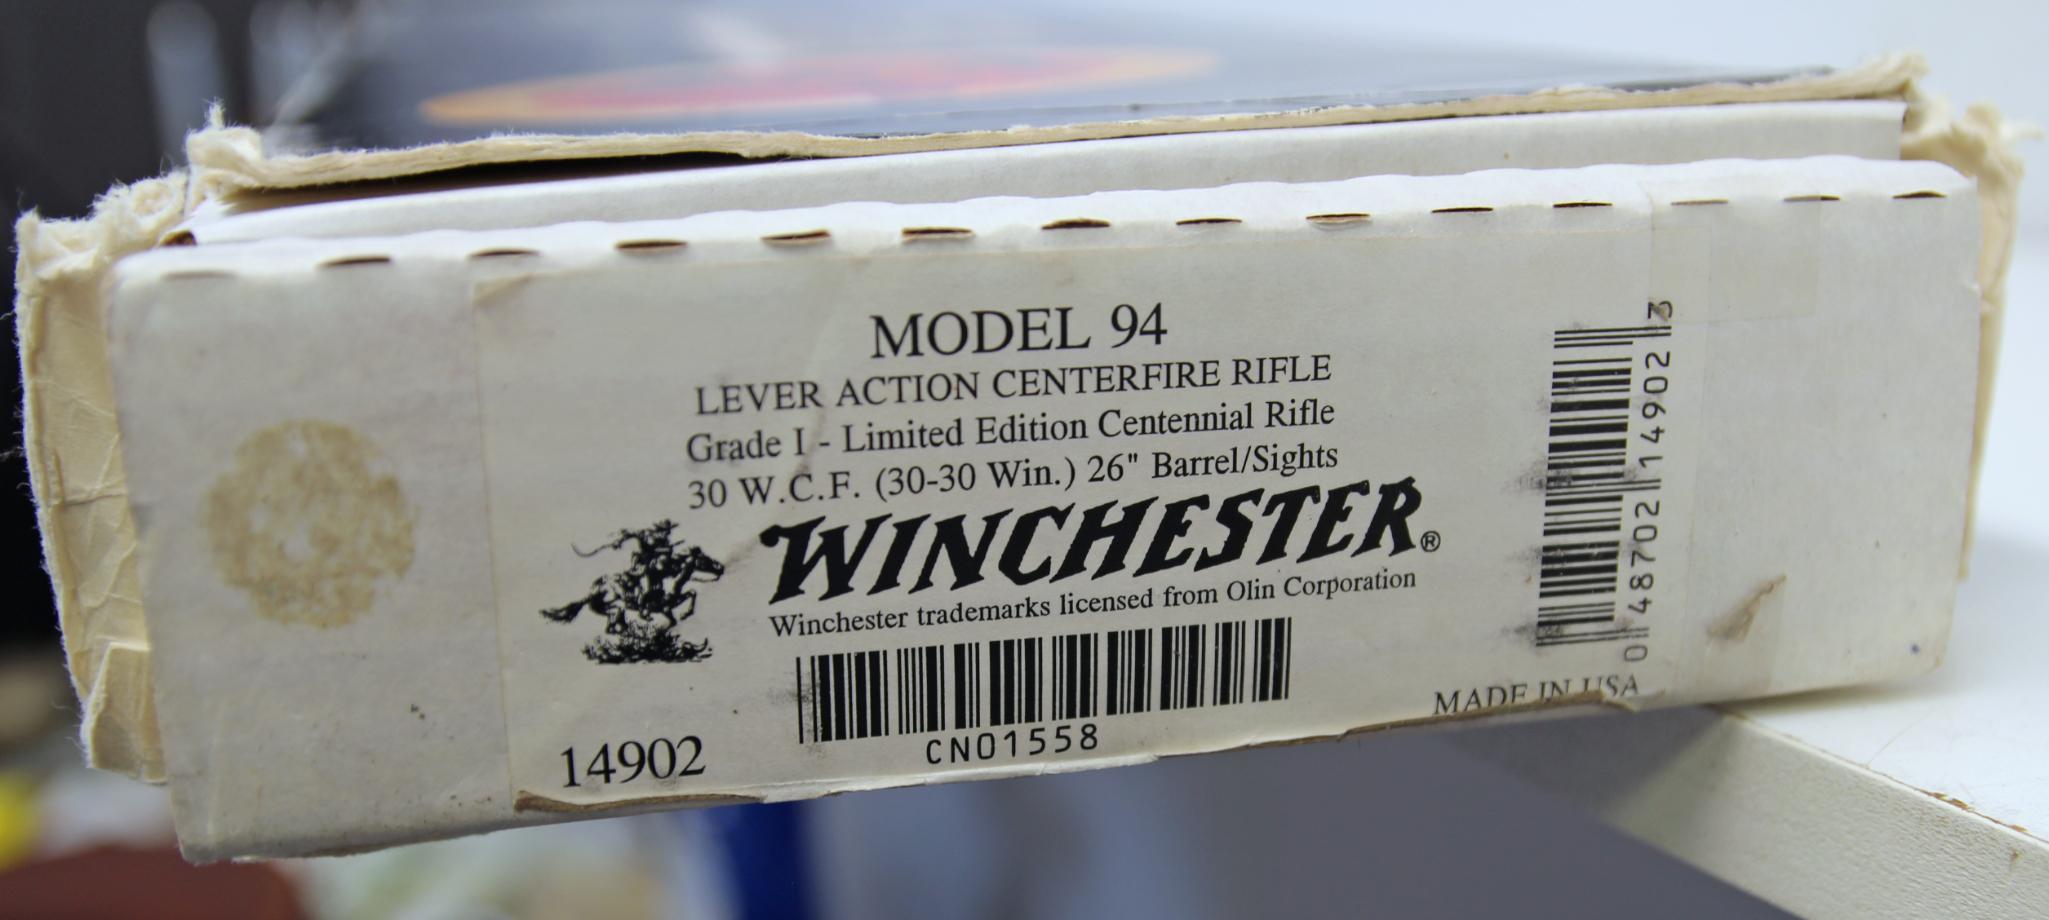 MODEL 94
LEVER ACTION CENTERFIRE RIFLE
Grade I - Limited Edition Centennial Rifle
30 W.C.F. (30-30 Win.) 26" Barrel/Sights
WINCHESTER®
Winchester trademarks licensed from Olin Corporation
CN01558
14902
MADE IN USA
0 48702 14902 3